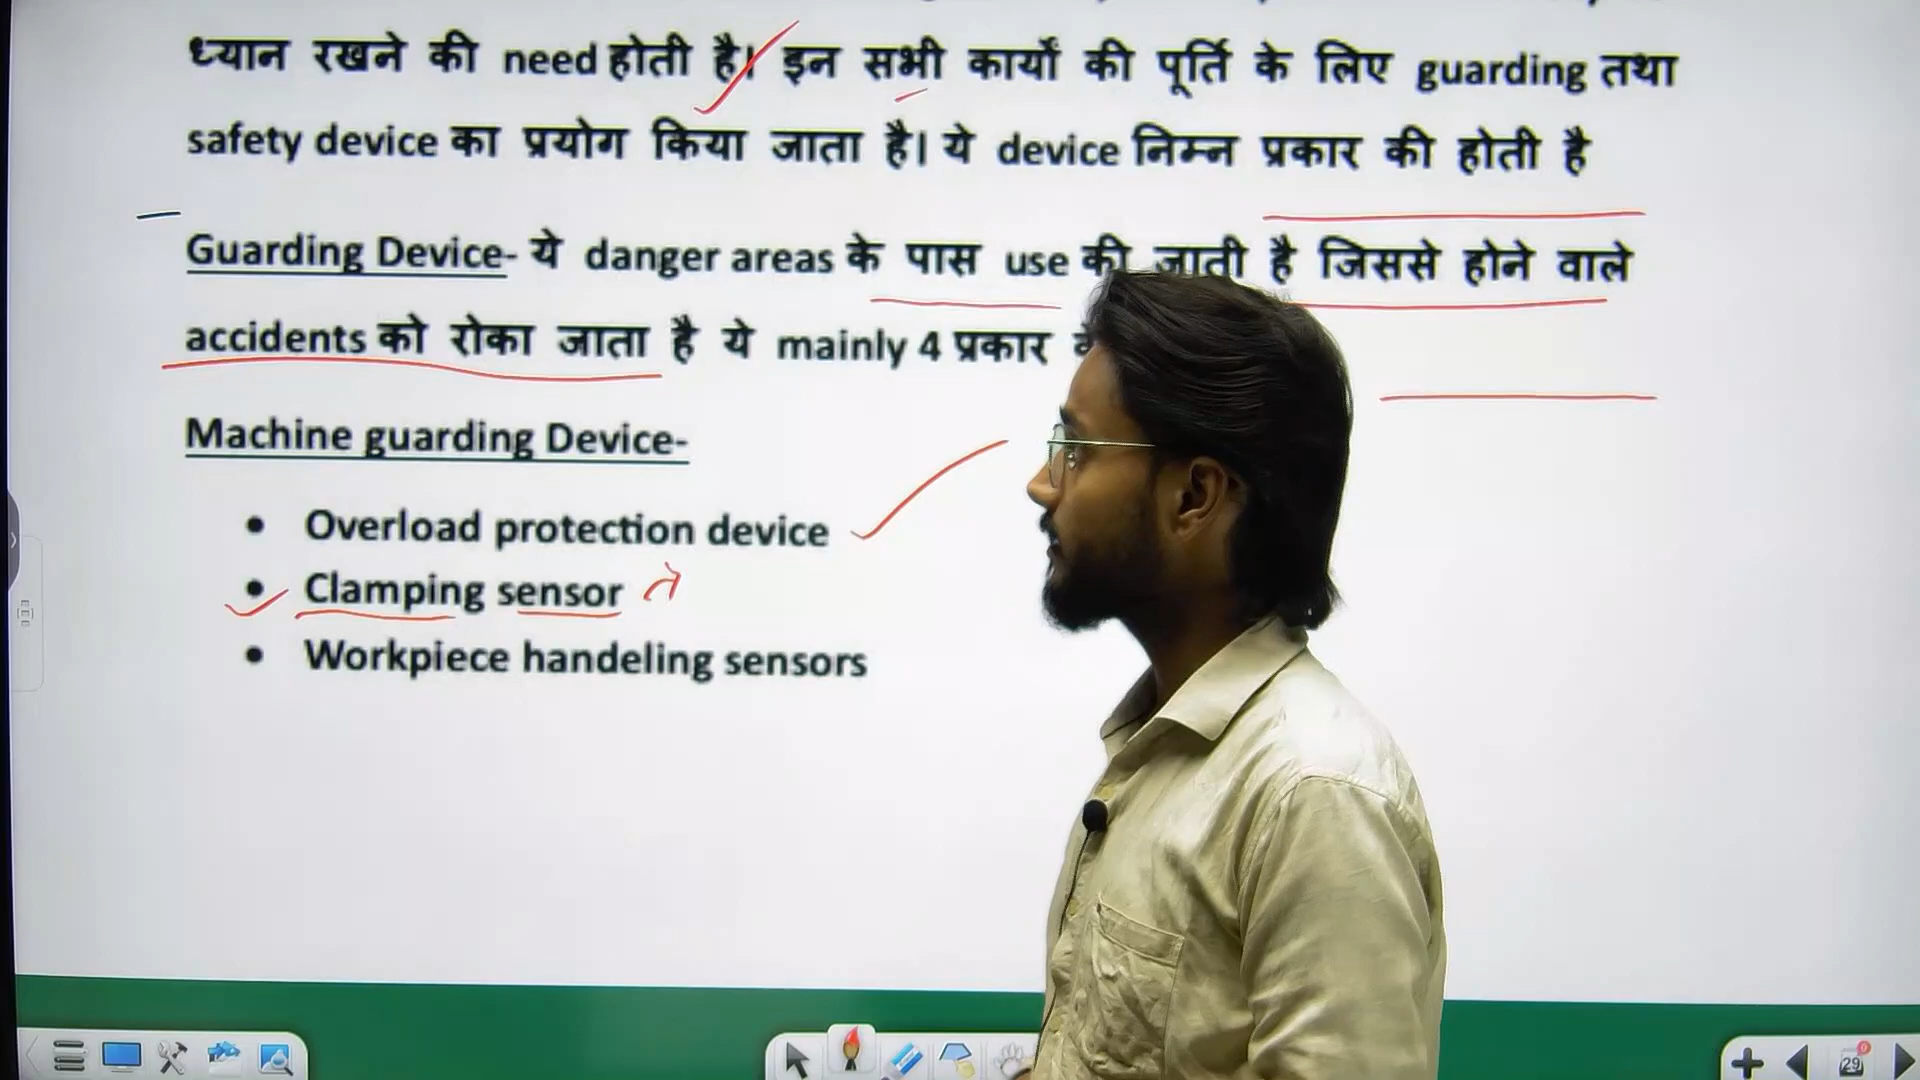 ध्यान रखने की need होती है। इन सभी कार्यों की पूर्ति के लिए guarding तथा
safety device का प्रयोग किया जाता है। ये device निम्न प्रकार की होती है
Guarding Device- ये danger areas के पास use की जाती है जिससे होने वाले
accidents को रोका जाता है ये mainly 4 प्रकार
Machine guarding Device-
• Overload protection device
• Clamping sensor
• Workpiece handeling sensors
29